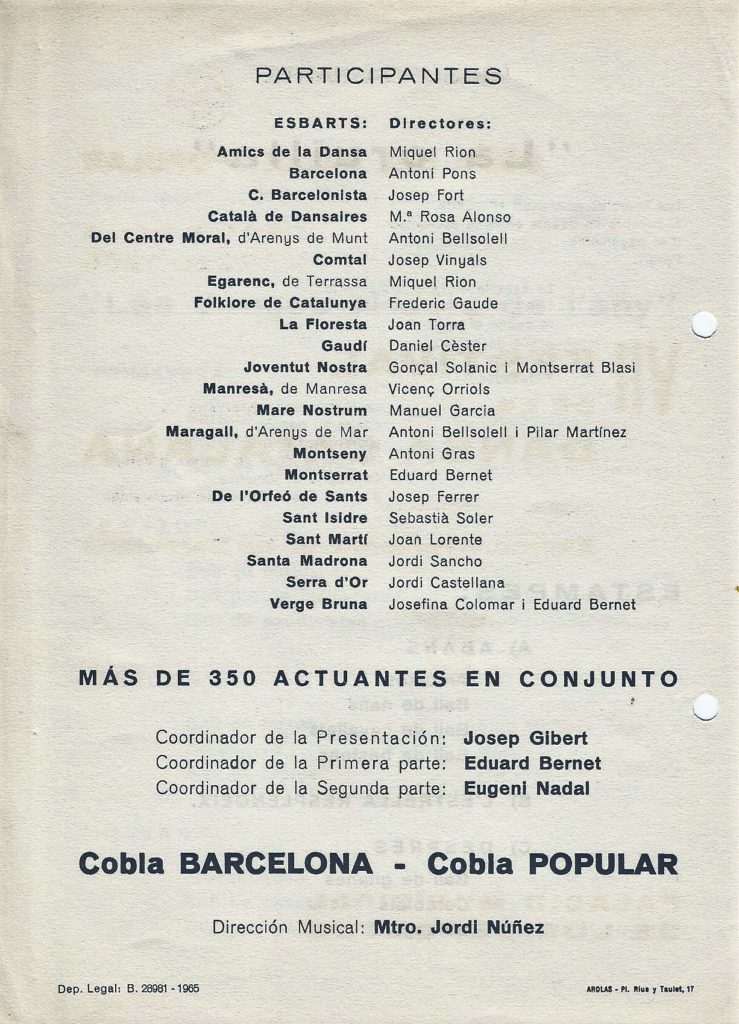 PARTICIPANTES
ESBARTS: Directores:
Amics de la Dansa Miquel Rion
Barcelona Antoni Pons
C. Barcelonista Josep Fort
Català de Dansaires M.ª Rosa Alonso
Del Centre Moral, d'Arenys de Munt Antoni Bellsolell
Comtal Josep Vinyals
Egarenc, de Terrassa Miquel Rion
Folklore de Catalunya Frederic Gaude
La Floresta Joan Torra
Gaudí Daniel Cèster
Joventut Nostra Gonçal Solanic i Montserrat Blasi
Manresà, de Manresa Vicenç Orriols
Mare Nostrum Manuel Garcia
Maragall, d'Arenys de Mar Antoni Bellsolell i Pilar Martínez
Montseny Antoni Gras
Montserrat Eduard Bernet
De l'Orfeó de Sants Josep Ferrer
Sant Isidre Sebastià Soler
Sant Martí Joan Lorente
Santa Madrona Jordi Sancho
Serra d'Or Jordi Castellana
Verge Bruna Josefina Colomar i Eduard Bernet
MÁS DE 350 ACTUANTES EN CONJUNTO
Coordinador de la Presentación: Josep Gibert
Coordinador de la Primera parte: Eduard Bernet
Coordinador de la Segunda parte: Eugeni Nadal
Cobla BARCELONA - Cobla POPULAR
Dirección Musical: Mtro. Jordi Núñez
Dep. Legal: B. 28981 - 1965
AROLAS - Pl. Rius y Taulet, 17